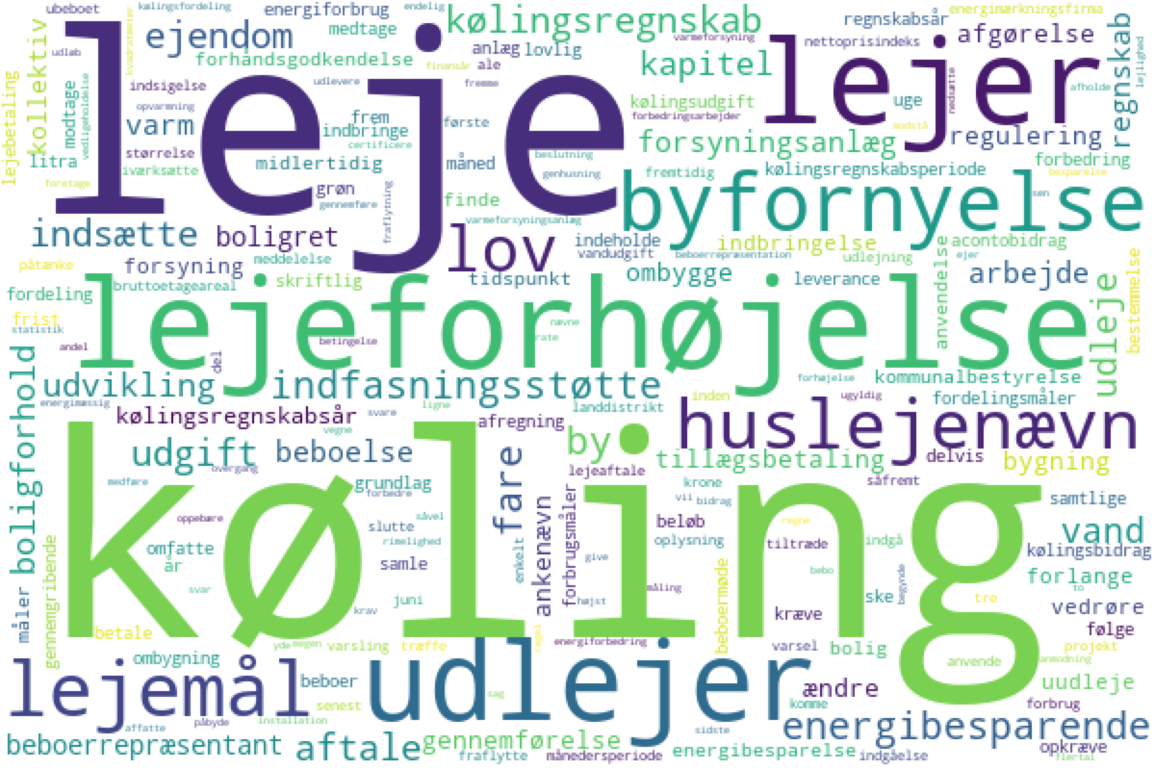 ubeboet
kølingsfordeling
energiforbrug
endelig
kølingsregnskab
regnskabsår
energimærkningsfirma
ejendom
medtage
anlæg
lovlig
varmeforsyning
nettoprisindeks
afgørelse
kollektiv
udløb
forhåndsgodkendelse
ale
finansår
leje
lejer
kapitel
kvadratmeter
lejebetaling
modtage
vedligeholdelse
indsigelse
udlevere
fremme
kølingsudgift
uge
nedsætte
afholde
regnskab
lejlighed
opvarmning
varm
frem
indbringe
første
forbedringsarbejder
modstå
certificere
forsyningsanlæg
regulering
litra
størrelse
midlertidig
måned
beslutning
genhusning
fremtidig
kølingsregnskabsperiode
forbedring
iværksætte
besparelse
foretage
grøn
gennemføre
fraflytning
finde
byfornyelse
sen
varmeforsyningsanlæg
indsætte
boligret
lov
indeholde
vandudgift
indbringelse
acontobidrag
beboerrepræsentation
udlejning
ejer
påtænke
forsyning
meddelelse
skriftlig
tidspunkt
ombygge
leverance
anvendelse
arbejde
bestemmelse
fordeling
bruttoetageareal
frist
statistik
lejeforhøjelse
nævne
rate
betingelse
andel
del
udleje
boligforhold
udvikling
indfasningsstøtte
forhøjelse
kommunalbestyrelse
energimæssig
svare
ligne
landdistrikt
inden
ugyldig
fordelingsmåler
kølingsregnskabsår
vegne
afregning
huslejenævn
udgift
beboelse
by
tillægsbetaling
delvis
bygning
overgang
lejeaftale
medføre
grundlag
forbedre
fare
krone
vii
bidrag
såfremt
samtlige
køling
oppebære
slutte
såvel
ankenævn
forbrugsmåler
beløb
regne
vand
omfatte
rimelighed
enkelt
give
oplysning
tiltræde
indgå
kølingsbidrag
år
samle
måling
bebo
begynde
gennemgribende
svar
krav
juni
højst
beboermøde
ske
forlange
måler
kræve
tre
to
vedrøre
betale
følge
yde
megen
varsling
træffe
regel
energiforbedring
varsel
bolig
projekt
ombygning
anvende
anmodning
lejemål
beboer
udlejer
ændre
uudleje
senest
sag
komme
forbrug
affatte
påbyde
installation
sidste
energibesparende
beboerrepræsentant
aftale
gennemførelse
energibesparelse
opkræve
fraflytte
månedersperiode
indgåelse
flertal